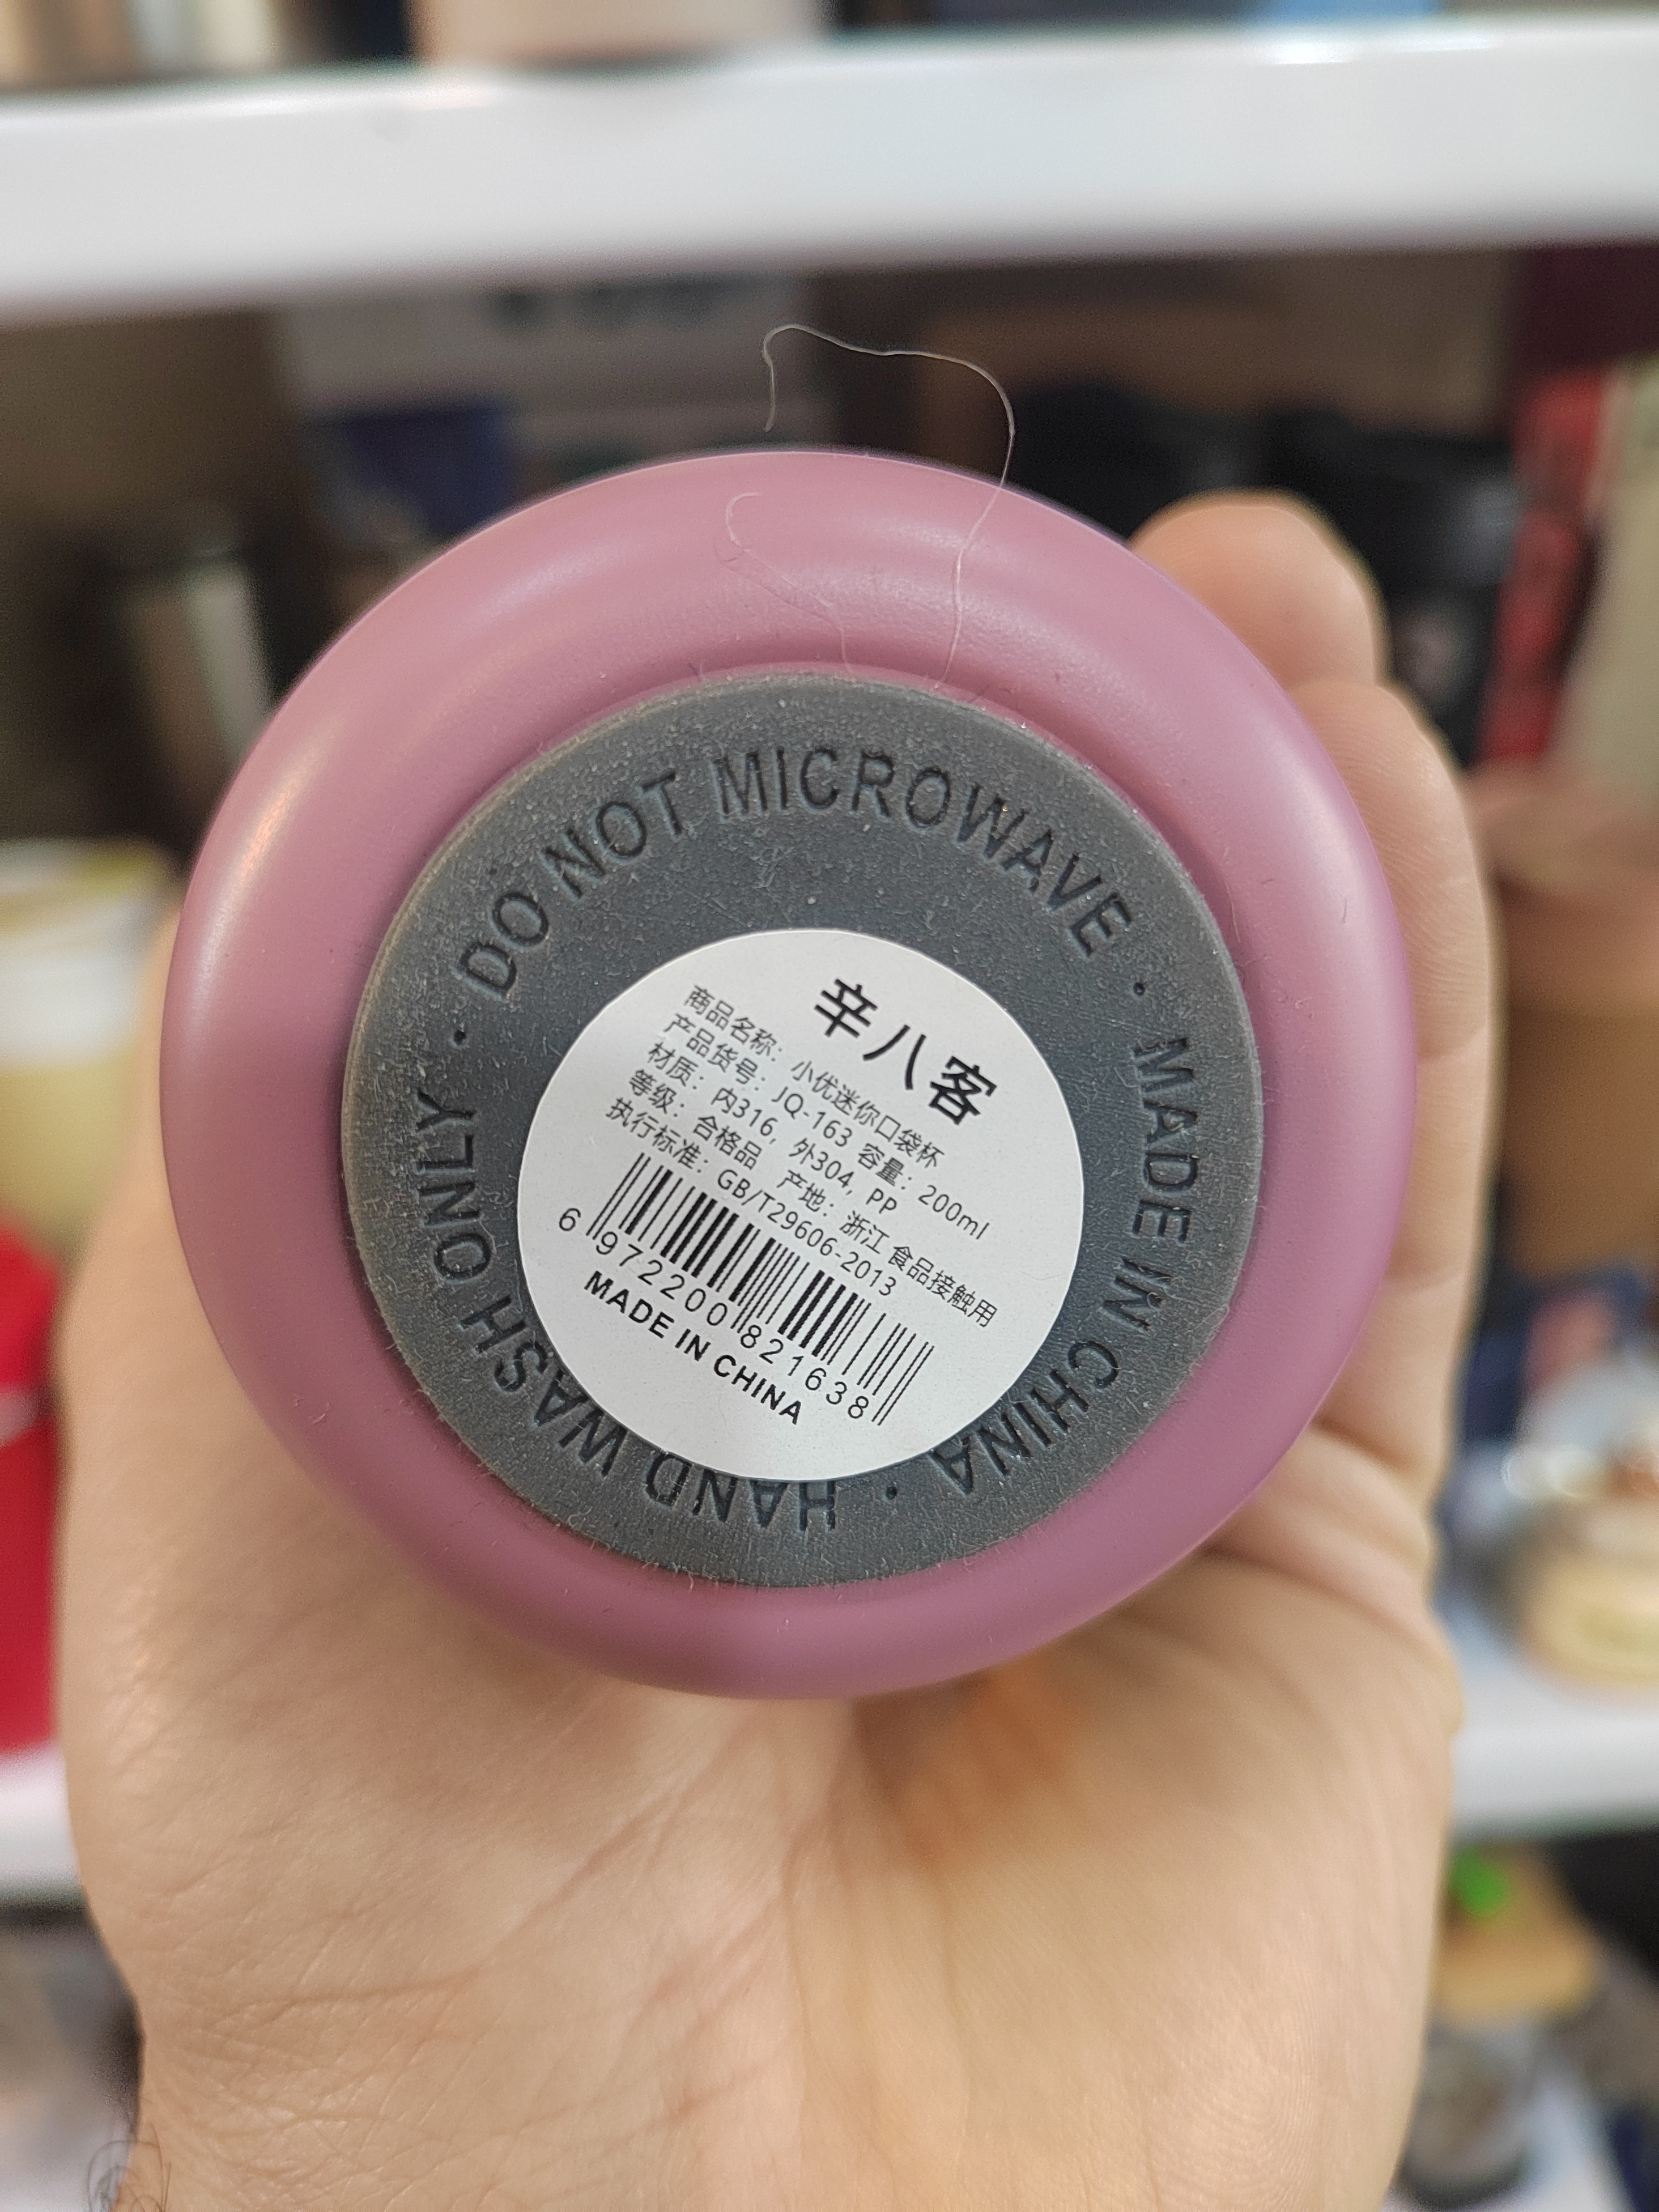 DO NOT MICROWAVE · MADE IN CHINA · HAND WASH ONLY ·
辛八客
商品名称: 小优迷你口袋杯
产品货号: JQ-163 容量: 200ml
材质: 内316, 外304, PP
等级: 合格品 产地: 浙江 食品接触用
执行标准: GB/T29606-2013
6 972200 821638
MADE IN CHINA